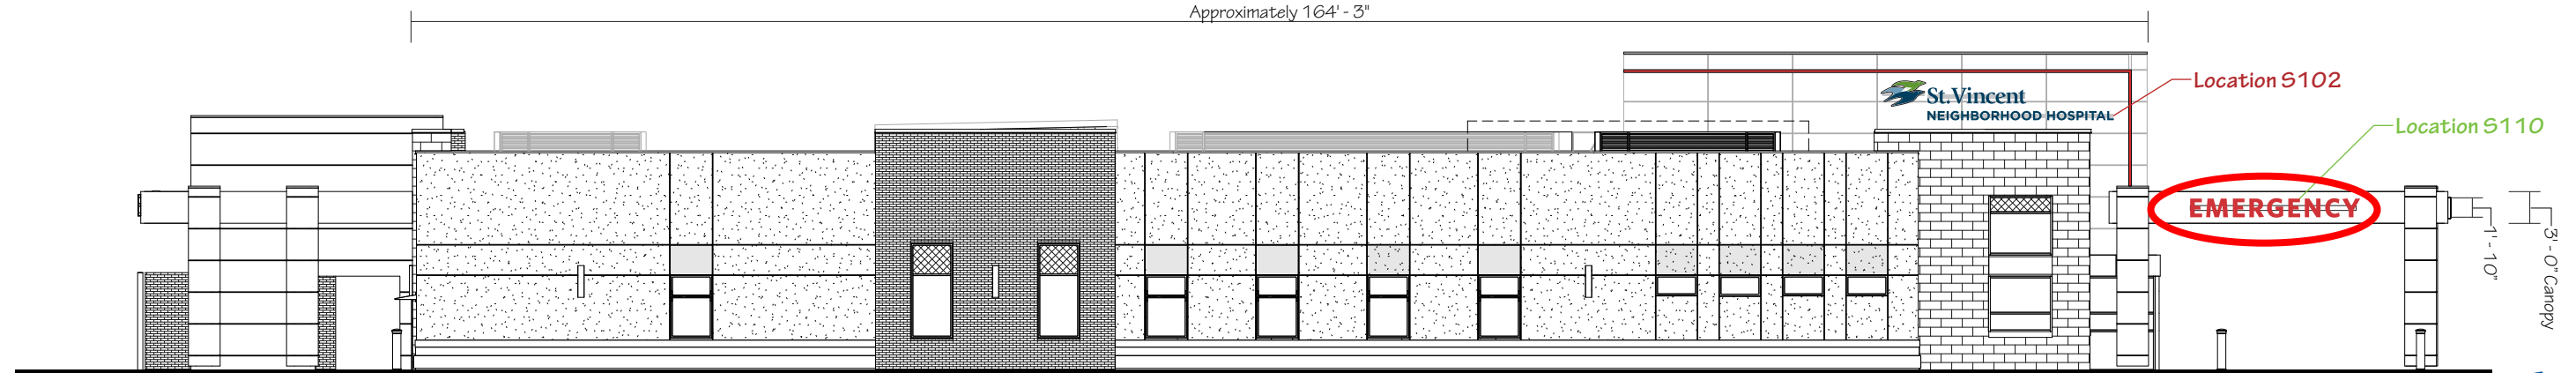 Approximately 164' - 3"
Location S102
St.Vincent
NEIGHBORHOOD HOSPITAL
Location S110
EMERGENCY
1' - 10"
3' - 0" Canopy